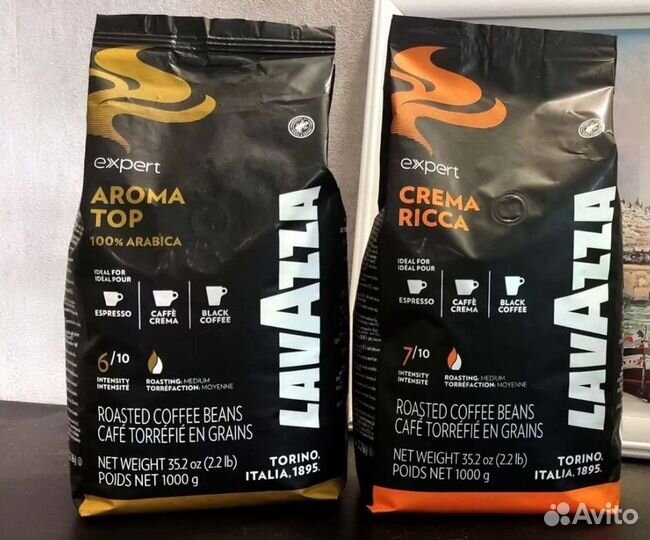 expert
AROMA
TOP
100% ARABICA
IDEAL FOR
IDÉAL POUR
ESPRESSO
CAFFÈ
CREMA
BLACK
COFFEE
6/10
INTENSITY
INTENSITÉ
ROASTING: MEDIUM
TORRÉFACTION: MOYENNE
ROASTED COFFEE BEANS
CAFÉ TORRÉFIÉ EN GRAINS
NET WEIGHT 35.2 oz (2.2 lb)
POIDS NET 1000 g
LAVAZZA
TORINO,
ITALIA, 1895.
expert
CREMA
RICCA
IDEAL FOR
IDÉAL POUR
ESPRESSO
CAFFÈ
CREMA
BLACK
COFFEE
7/10
INTENSITY
INTENSITÉ
ROASTING: MEDIUM
TORRÉFACTION: MOYENNE
ROASTED COFFEE BEANS
CAFÉ TORRÉFIÉ EN GRAINS
NET WEIGHT 35.2 oz (2.2 lb)
POIDS NET 1000 g
LAVAZZA
TORINO,
ITALIA, 1895.
Avito